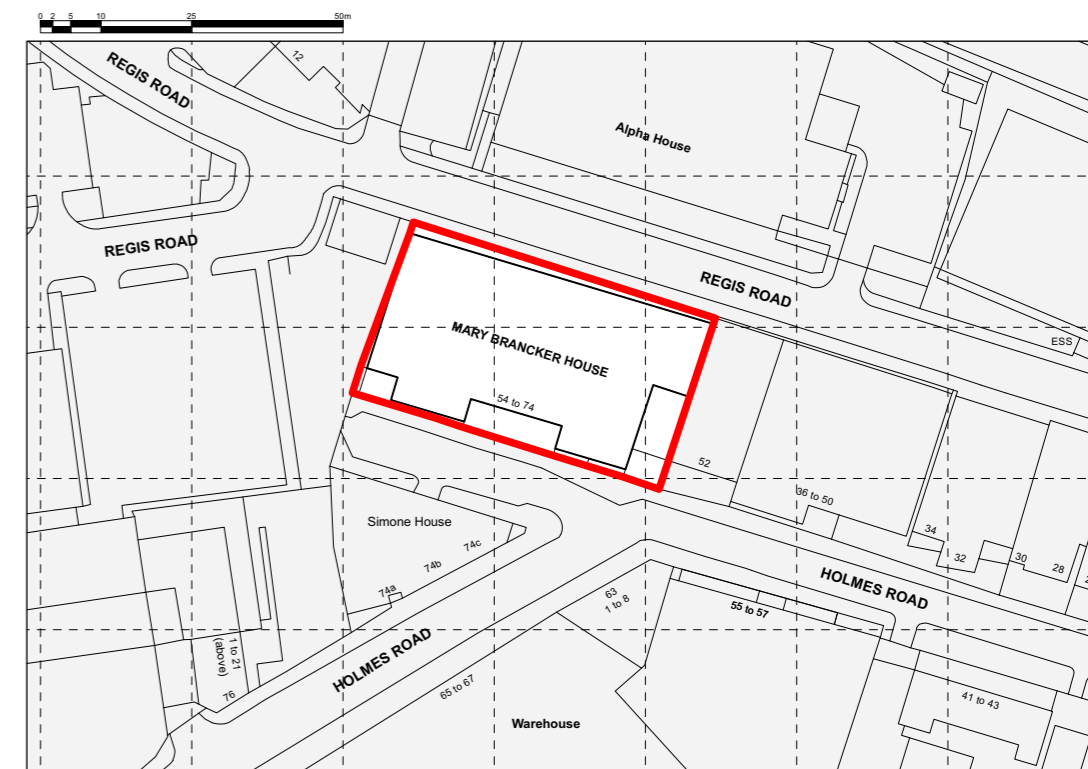 0 2 5 10 25 50m
12
REGIS ROAD
Alpha House
REGIS ROAD
REGIS ROAD
ESS
MARY BRANCKER HOUSE
54 to 74
52
36 to 50
34
32
30
28
Simone House
74c
74b
74a
HOLMES ROAD
63
1 to 8
55 to 57
HOLMES ROAD
1 to 21
(above)
76
65 to 67
41 to 43
Warehouse